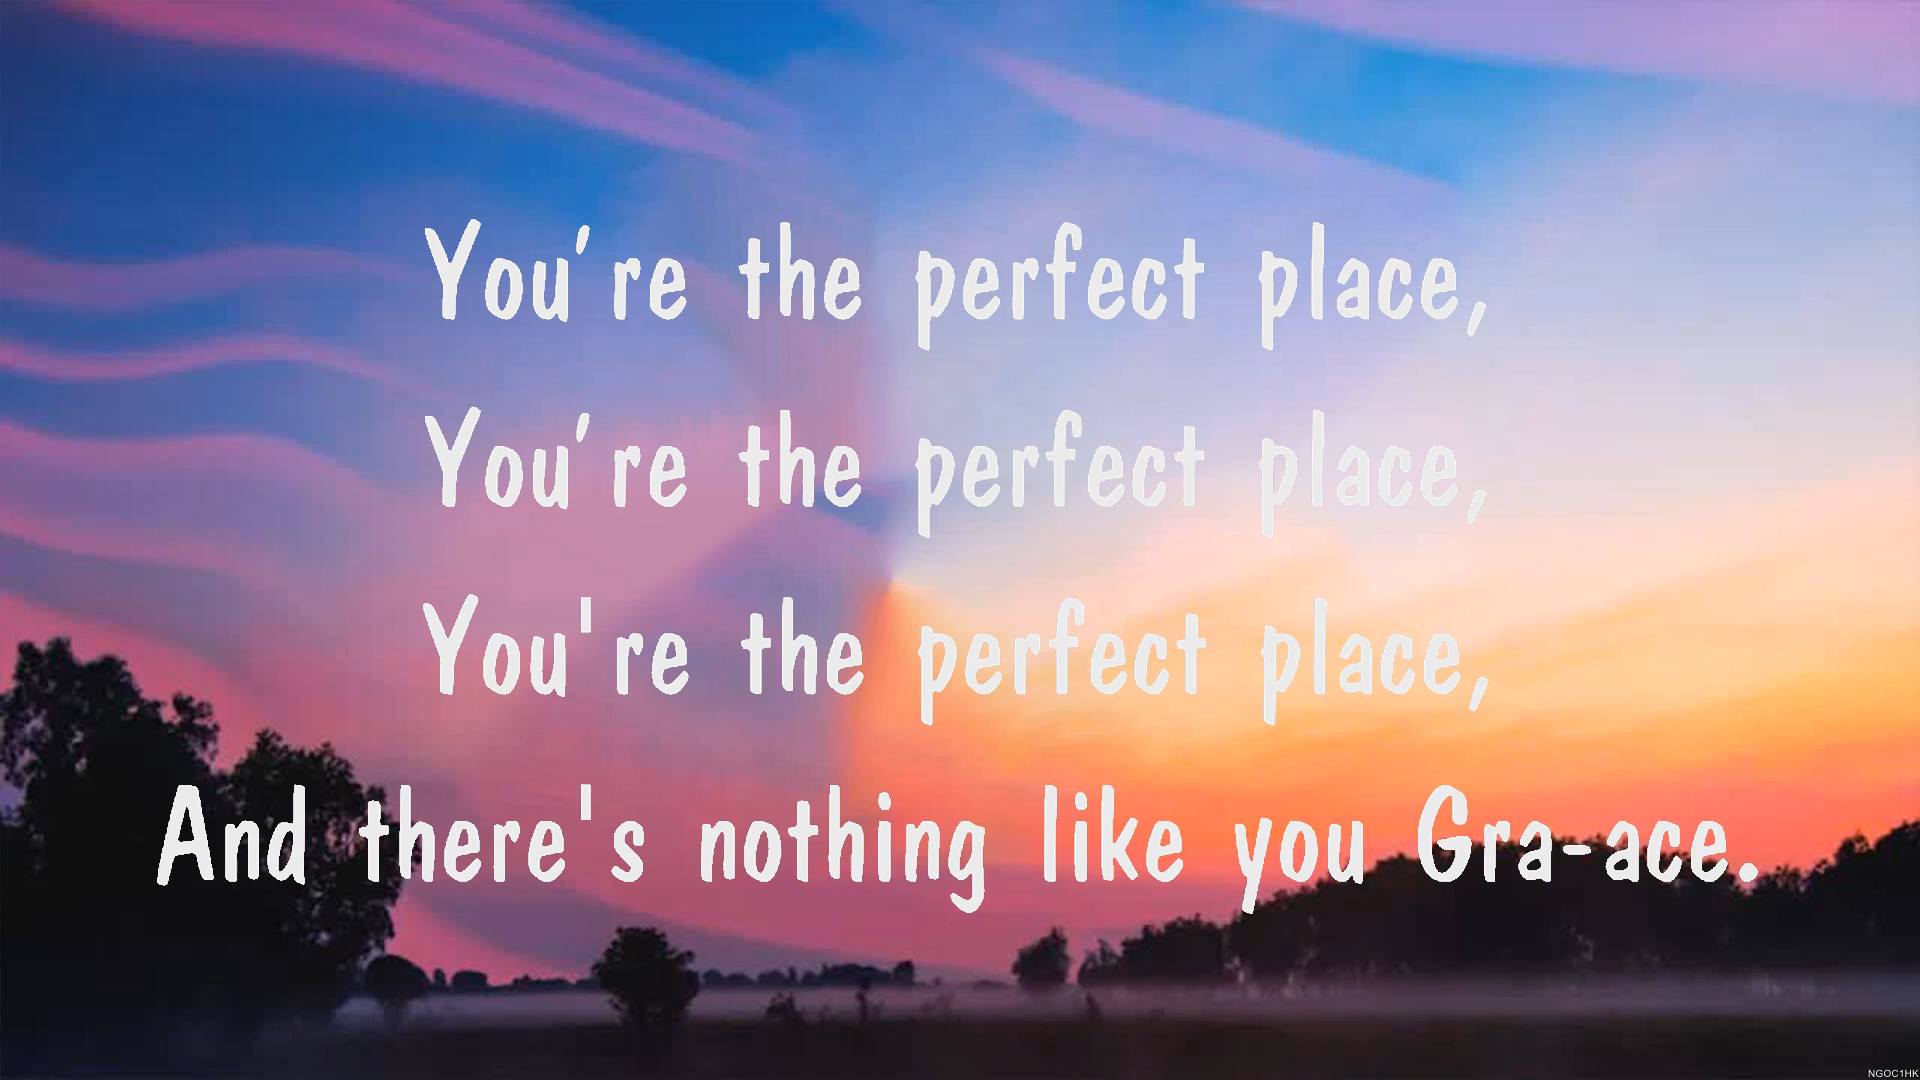 You’re the perfect place,
You’re the perfect place,
You're the perfect place,
And there's nothing like you Gra-ace.
NGOC1HK